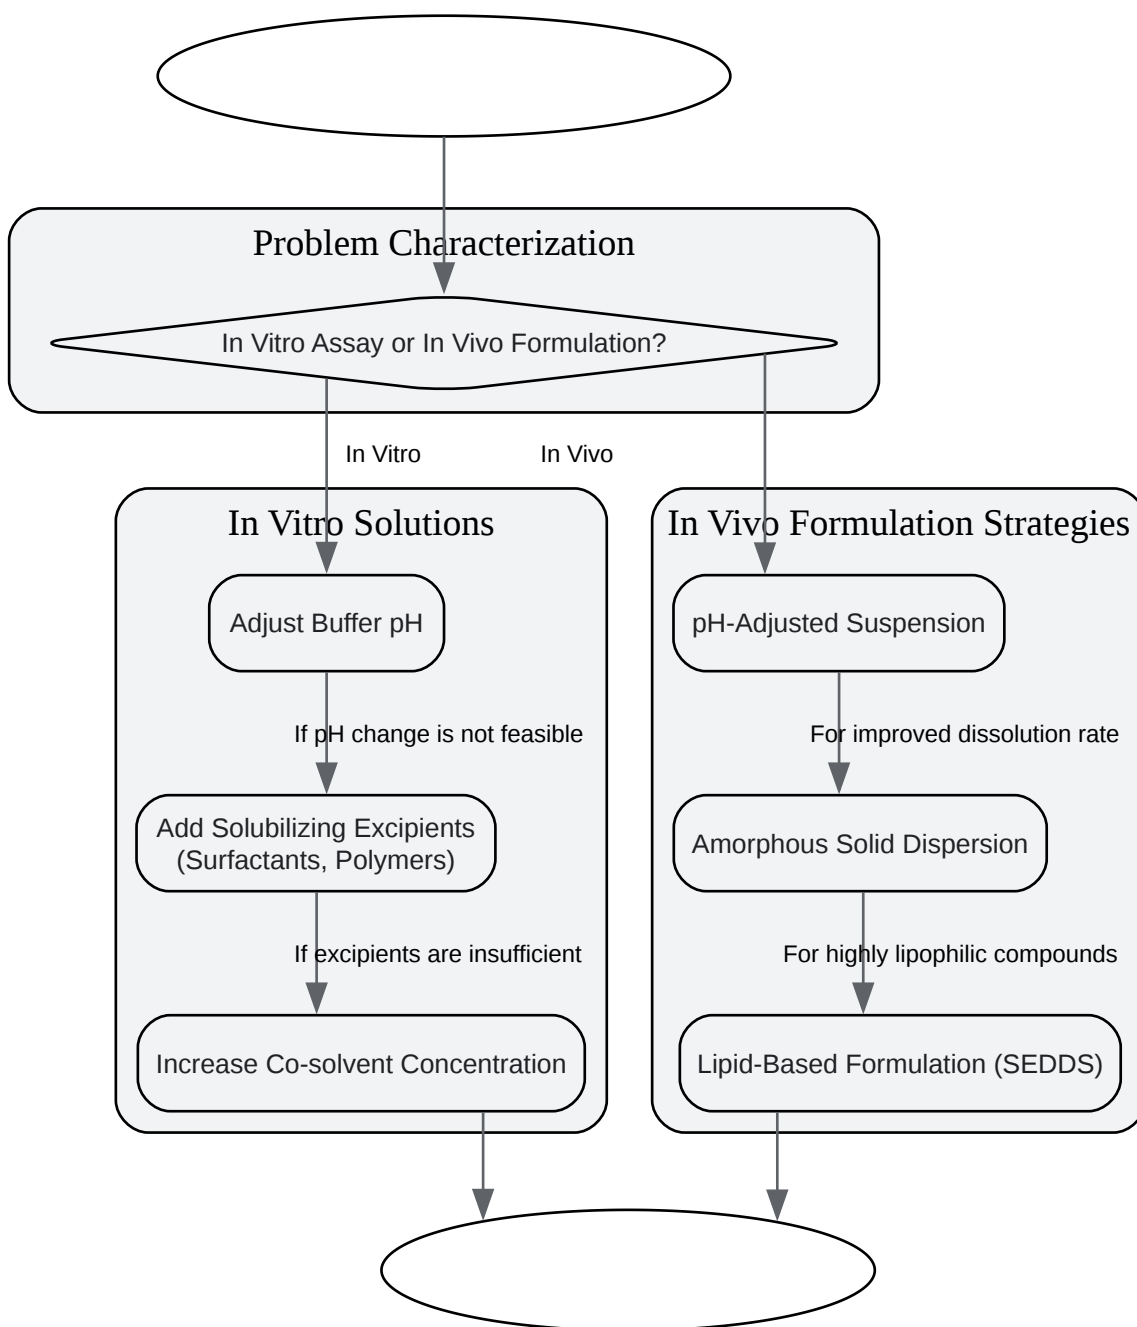 Problem Characterization
In Vitro Assay or In Vivo Formulation?
In Vitro
In Vivo
In Vitro Solutions
Adjust Buffer pH
If pH change is not feasible
Add Solubilizing Excipients
(Surfactants, Polymers)
If excipients are insufficient
Increase Co-solvent Concentration
In Vivo Formulation Strategies
pH-Adjusted Suspension
For improved dissolution rate
Amorphous Solid Dispersion
For highly lipophilic compounds
Lipid-Based Formulation (SEDDS)